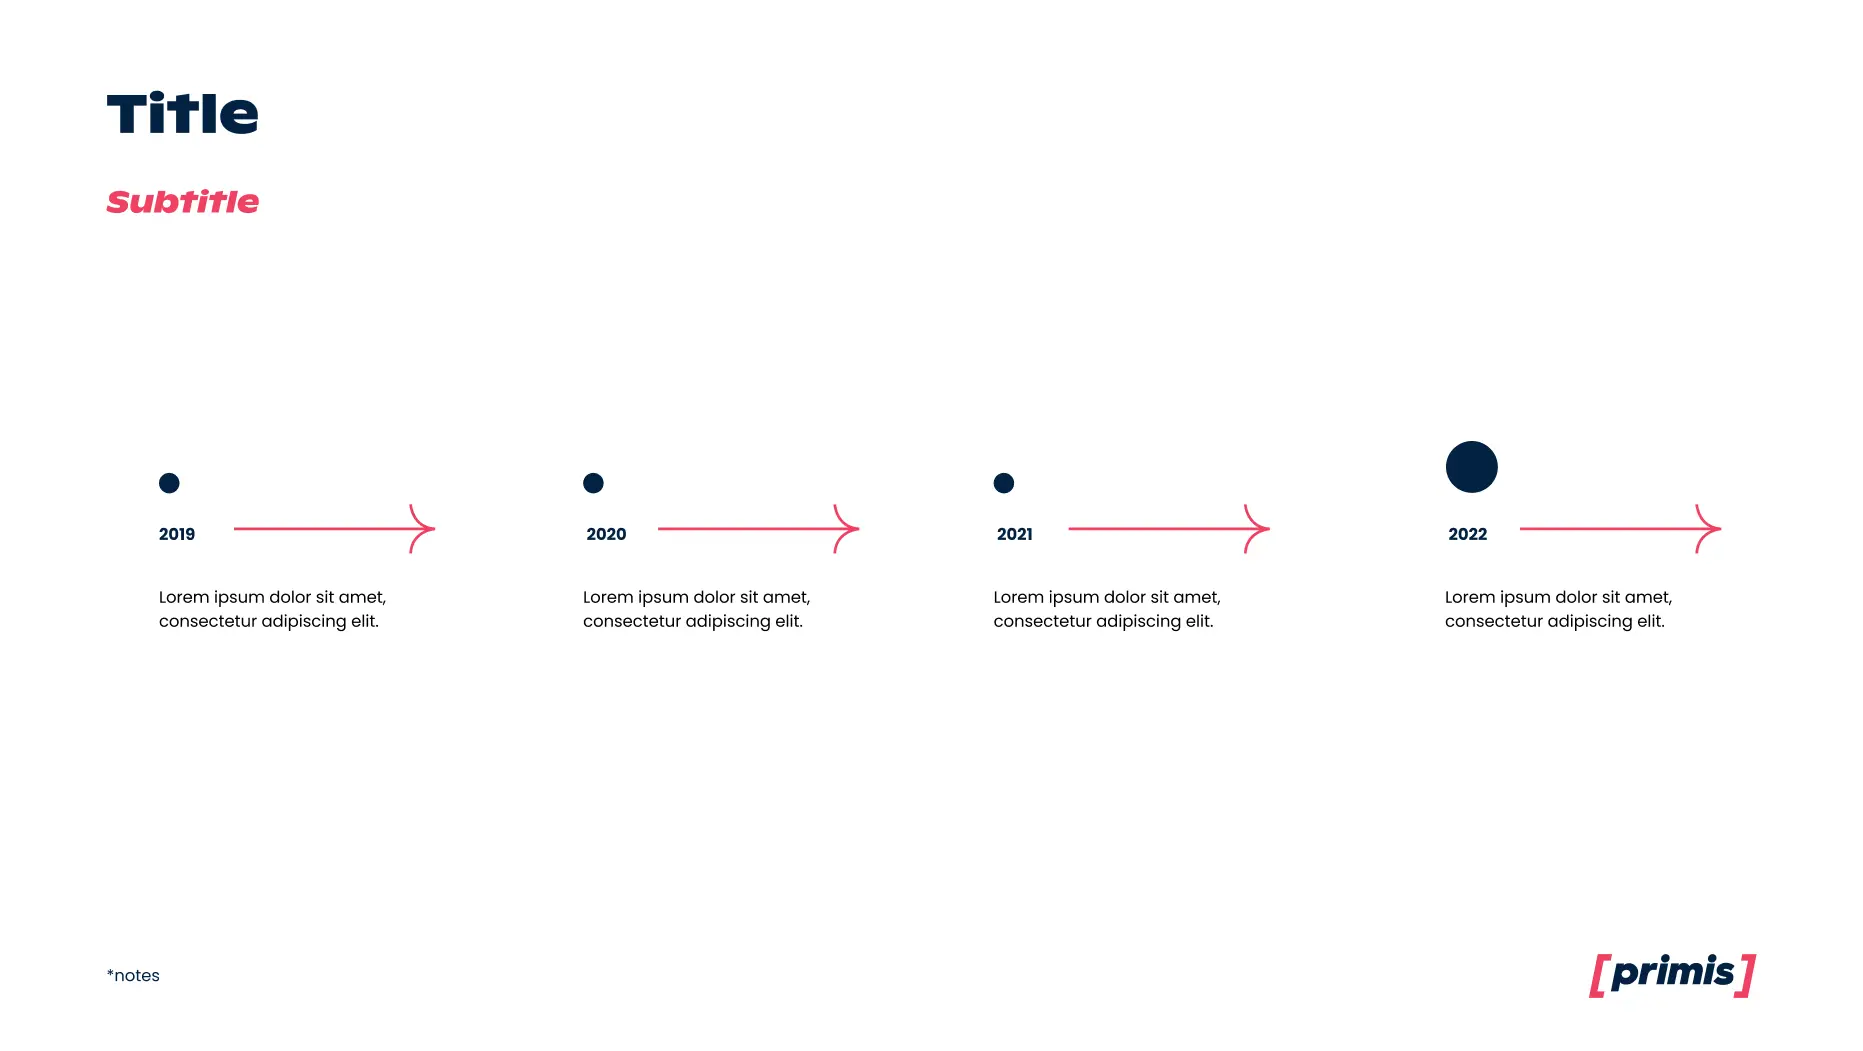 Title
Subtitle
2019
2020
2021
2022
Lorem ipsum dolor sit amet,
consectetur adipiscing elit.
Lorem ipsum dolor sit amet,
consectetur adipiscing elit.
Lorem ipsum dolor sit amet,
consectetur adipiscing elit.
Lorem ipsum dolor sit amet,
consectetur adipiscing elit.
*notes
[primis]